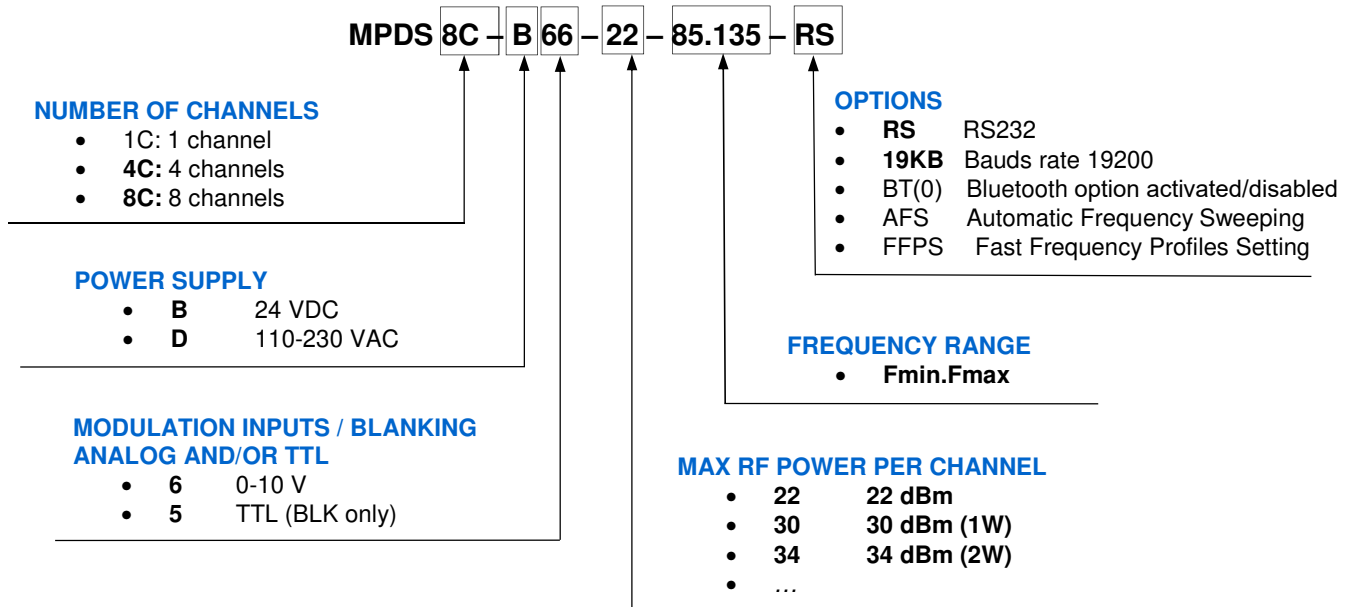 MPDS 8C – B 66 – 22 – 85.135 – RS
NUMBER OF CHANNELS
• 1C: 1 channel
• 4C: 4 channels
• 8C: 8 channels
POWER SUPPLY
• B 24 VDC
• D 110-230 VAC
MODULATION INPUTS / BLANKING
ANALOG AND/OR TTL
• 6 0-10 V
• 5 TTL (BLK only)
OPTIONS
• RS RS232
• 19KB Bauds rate 19200
• BT(0) Bluetooth option activated/disabled
• AFS Automatic Frequency Sweeping
• FFPS Fast Frequency Profiles Setting
FREQUENCY RANGE
• Fmin.Fmax
MAX RF POWER PER CHANNEL
• 22 22 dBm
• 30 30 dBm (1W)
• 34 34 dBm (2W)
• …